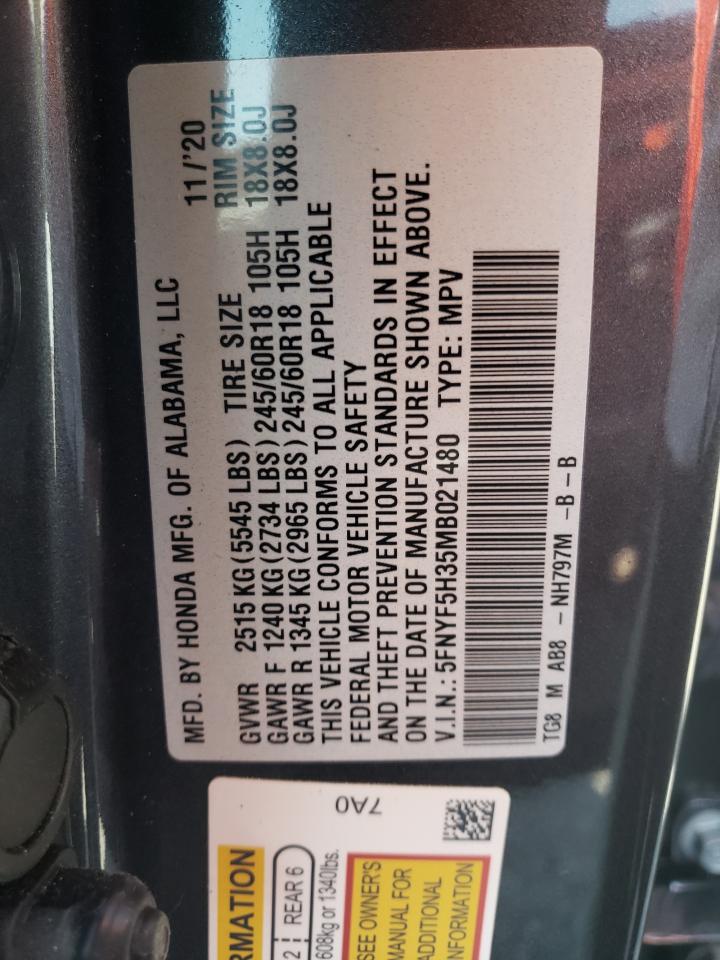 MFD. BY HONDA MFG. OF ALABAMA, LLC 11/'20
GVWR 2515 KG (5545 LBS) TIRE SIZE RIM SIZE
GAWR F 1240 KG (2734 LBS) 245/60R18 105H 18X8.0J
GAWR R 1345 KG (2965 LBS) 245/60R18 105H 18X8.0J
THIS VEHICLE CONFORMS TO ALL APPLICABLE
FEDERAL MOTOR VEHICLE SAFETY
AND THEFT PREVENTION STANDARDS IN EFFECT
ON THE DATE OF MANUFACTURE SHOWN ABOVE.
V.I.N.: 5FNYF5H35MB021480 TYPE: MPV
TG8 M AB8 -NH797M -B-B
7A0
RMATION
2 REAR 6
608kg or 1340lbs.
SEE OWNER'S
MANUAL FOR
ADDITIONAL
INFORMATION